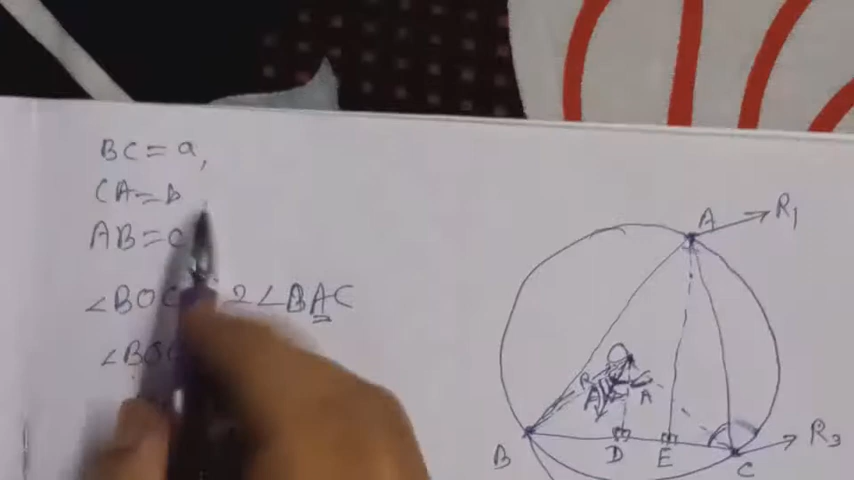 BC = a,
CA = b
AB = c
∠BOC 2∠BAC
∠BOC
A
R₁
O
R
A
A
B
D
E
C
R₃